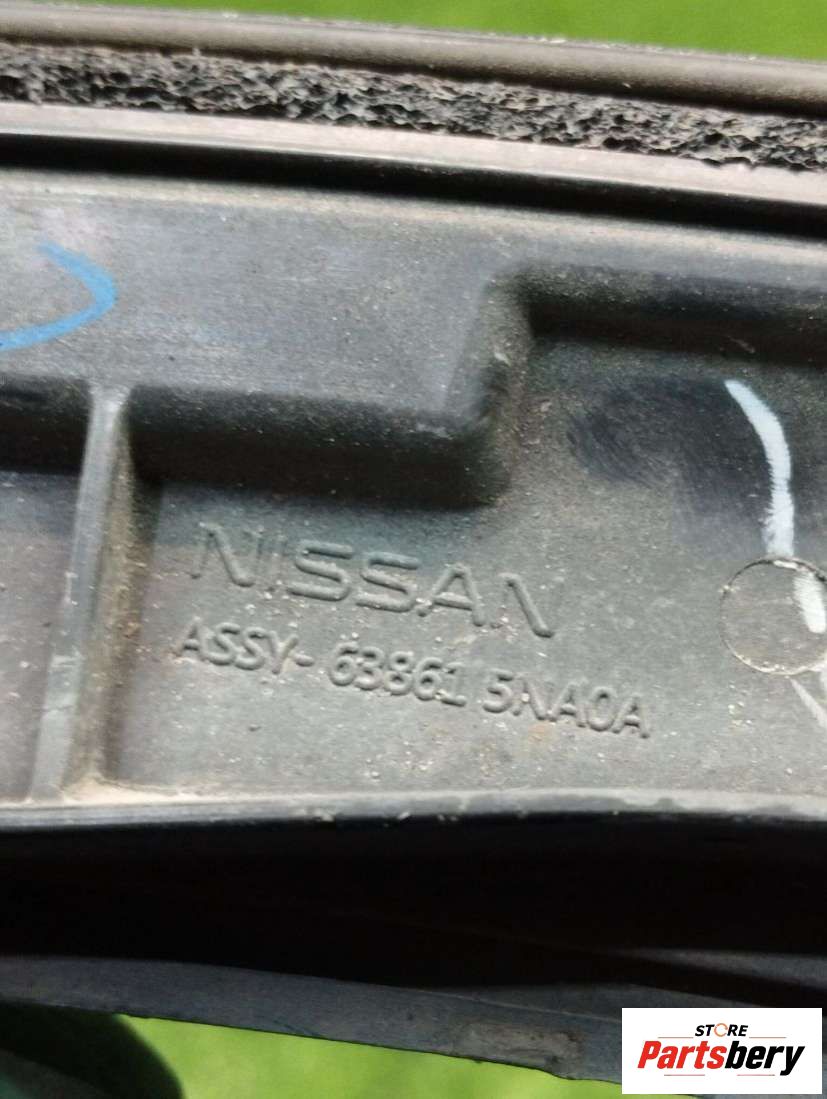 NISSAN
ASSY- 63861 5NA0A
STORE
Partsbery